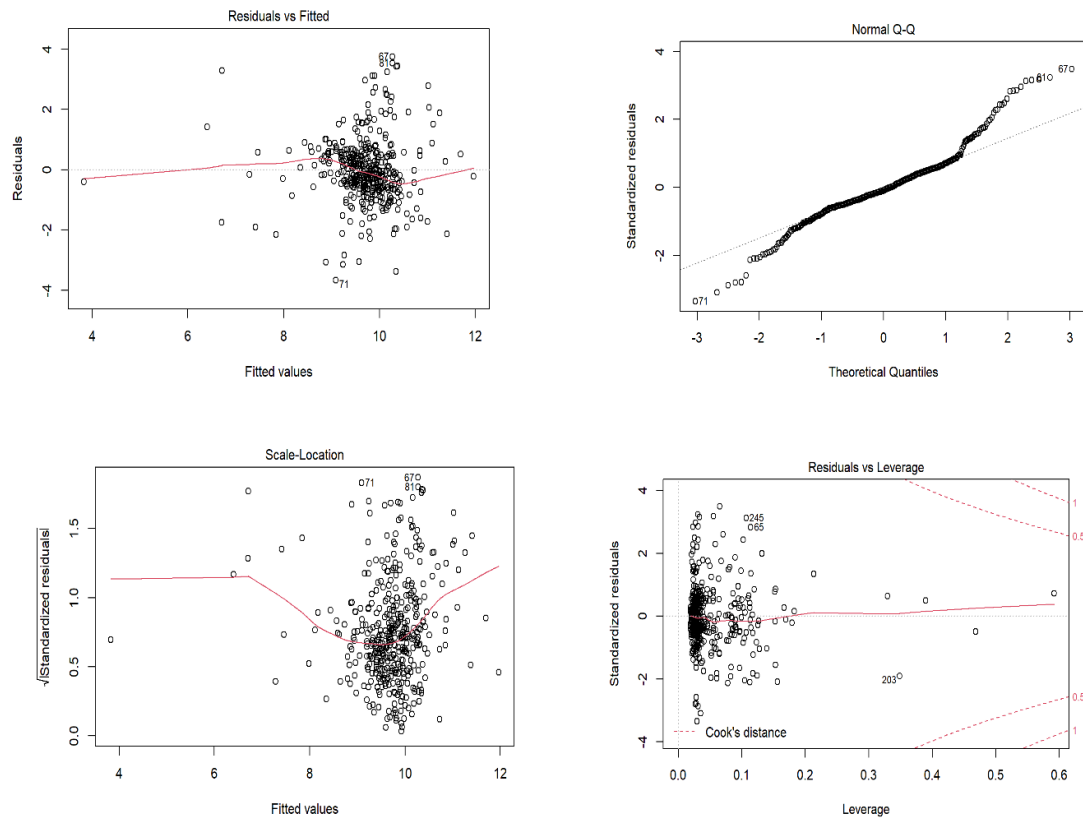 Residuals vs Fitted
Residuals
4
2
0
-2
-4
67
81
71
4 6 8 10 12
Fitted values
Normal Q-Q
Standardized residuals
4
2
0
-2
81
67
71
-3 -2 -1 0 1 2 3
Theoretical Quantiles
Scale-Location
√|Standardized residuals|
1.5
1.0
0.5
0.0
71
67
81
4 6 8 10 12
Fitted values
Residuals vs Leverage
Standardized residuals
4
2
0
-2
-4
245
65
203
1
0.5
0.5
1
Cook's distance
0.0 0.1 0.2 0.3 0.4 0.5 0.6
Leverage